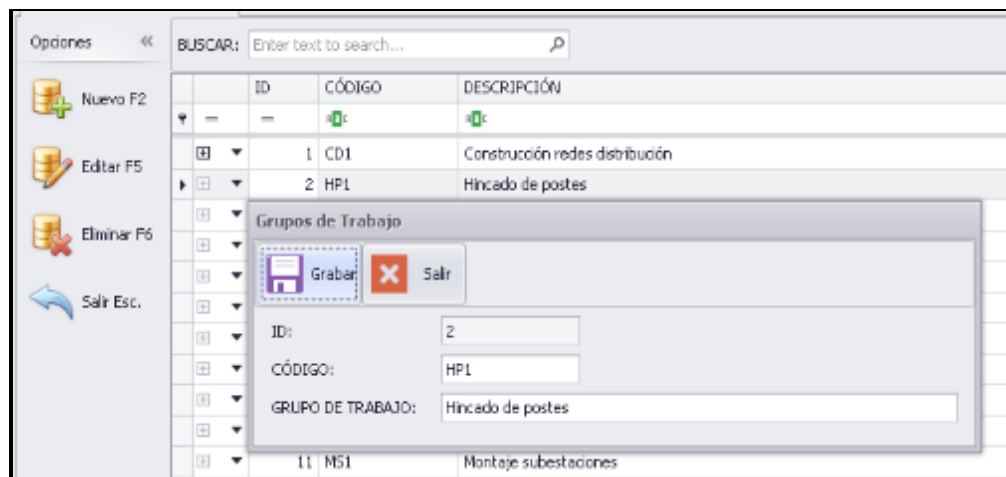 Opciones «
BUSCAR: Enter text to search...
Nuevo F2
Editar F5
Eliminar F6
Salir Esc.
ID CÓDIGO DESCRIPCIÓN
= = a▯c a▯c
1 CD1 Construcción redes distribución
2 HP1 Hincado de postes
Grupos de Trabajo
Grabar Salir
ID: 2
CÓDIGO: HP1
GRUPO DE TRABAJO: Hincado de postes
11 MS1 Montaje subestaciones